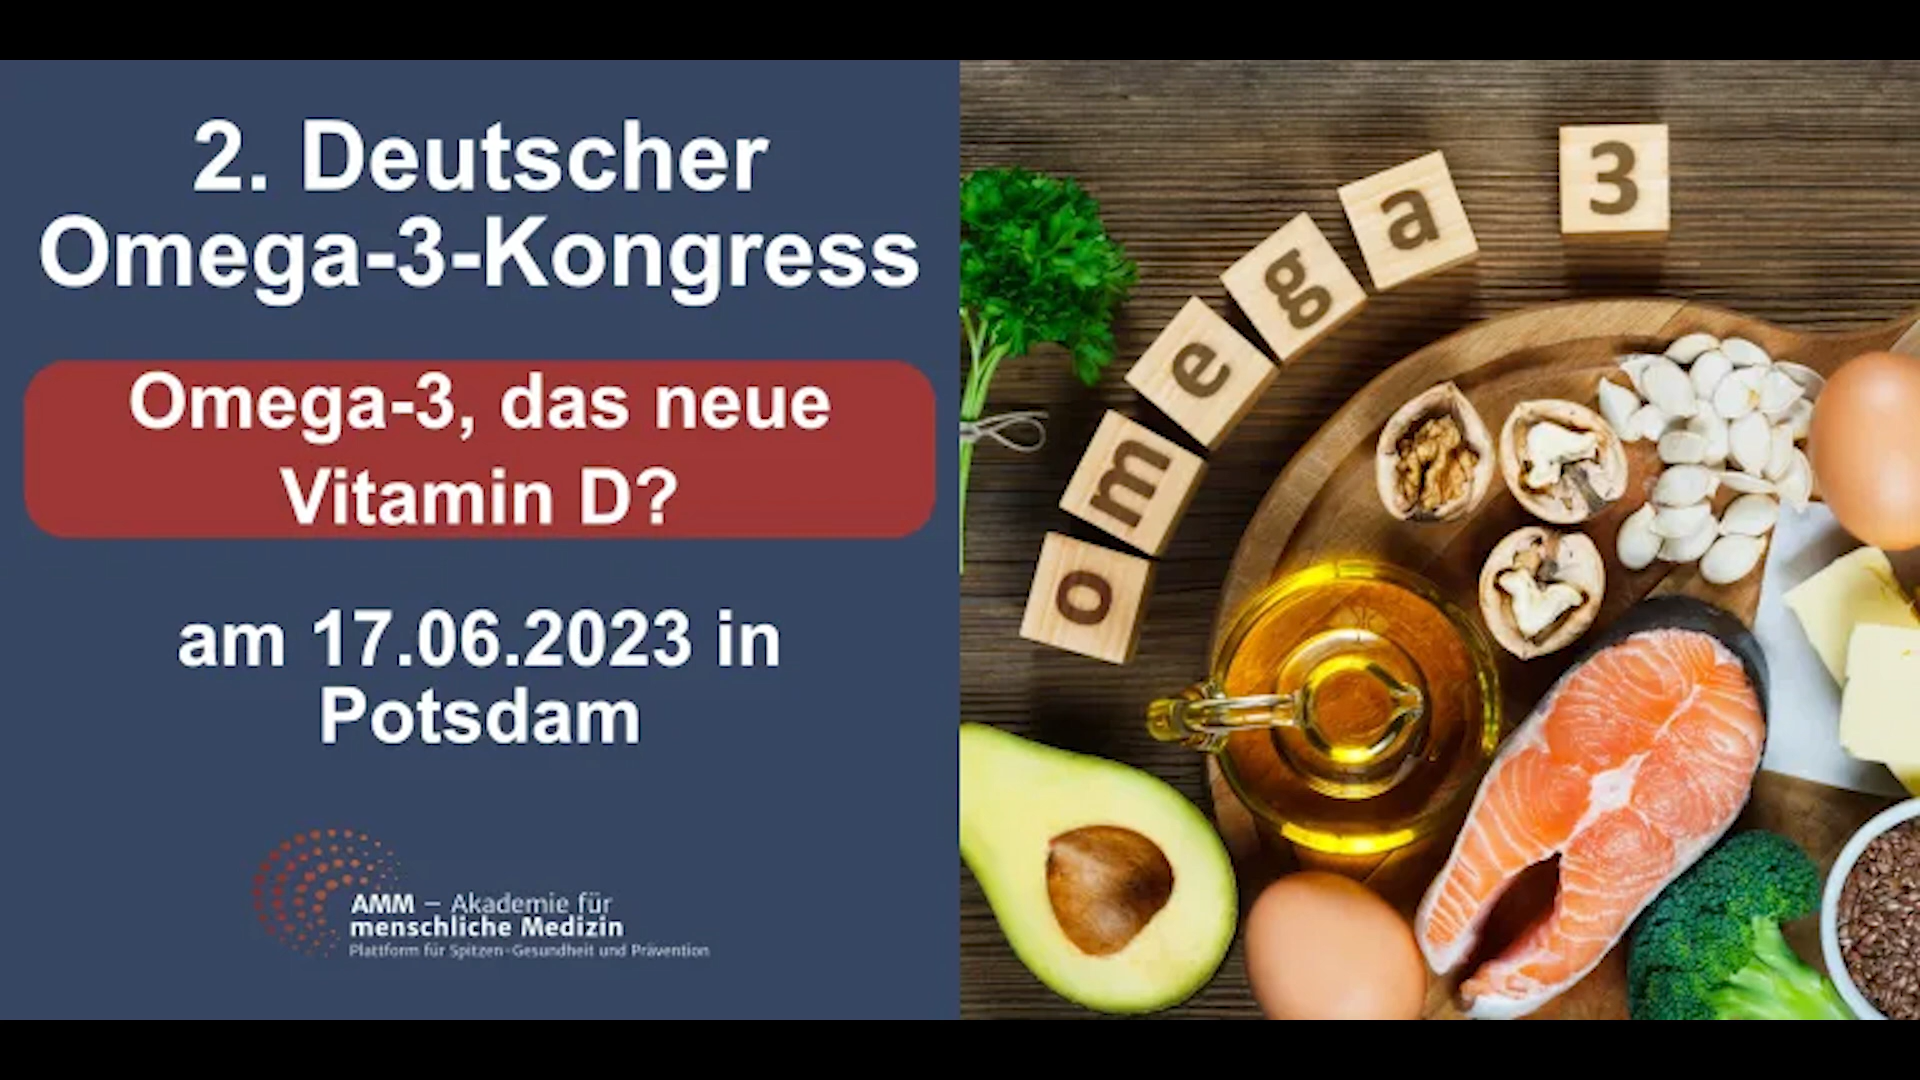 2. Deutscher
Omega-3-Kongress
Omega-3, das neue
Vitamin D?
am 17.06.2023 in
Potsdam
AMM – Akademie für
menschliche Medizin
Plattform für Spitzen-Gesundheit und Prävention
omega 3